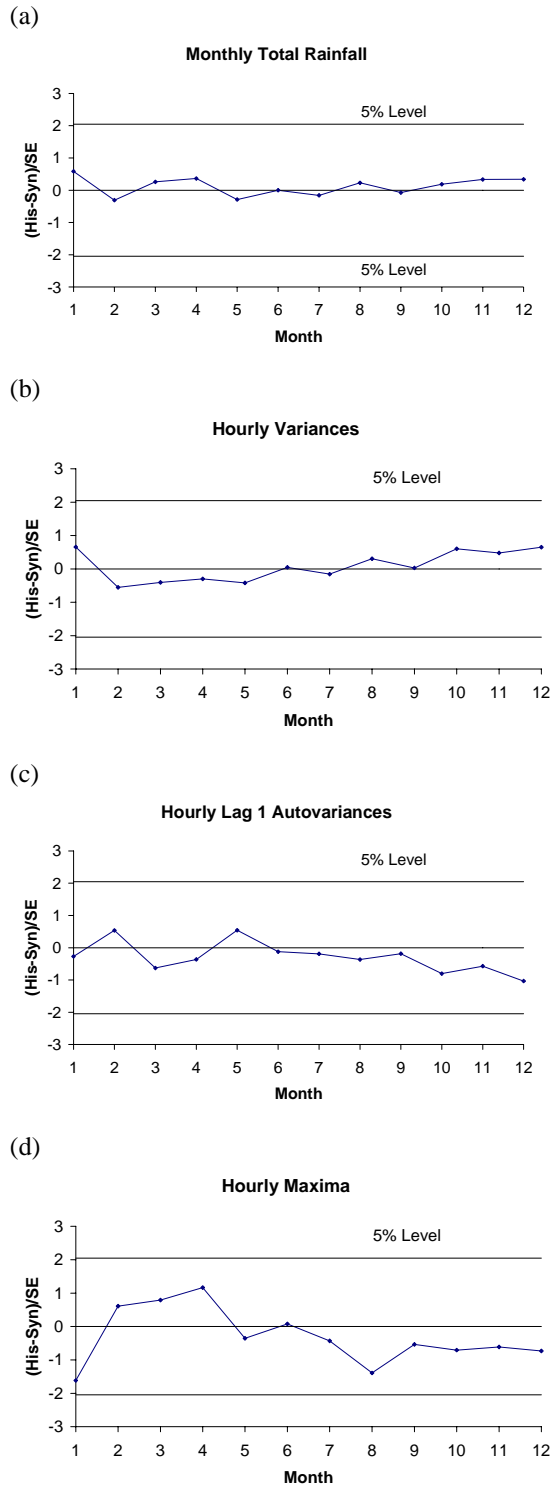 (a)
Monthly Total Rainfall
3
2
1
0
-1
-2
-3
(His-Syn)/SE
5% Level
5% Level
1 2 3 4 5 6 7 8 9 10 11 12
Month
(b)
Hourly Variances
3
2
1
0
-1
-2
-3
(His-Syn)/SE
5% Level
1 2 3 4 5 6 7 8 9 10 11 12
Month
(c)
Hourly Lag 1 Autovariances
3
2
1
0
-1
-2
-3
(His-Syn)/SE
5% Level
1 2 3 4 5 6 7 8 9 10 11 12
Month
(d)
Hourly Maxima
3
2
1
0
-1
-2
-3
(His-Syn)/SE
5% Level
1 2 3 4 5 6 7 8 9 10 11 12
Month